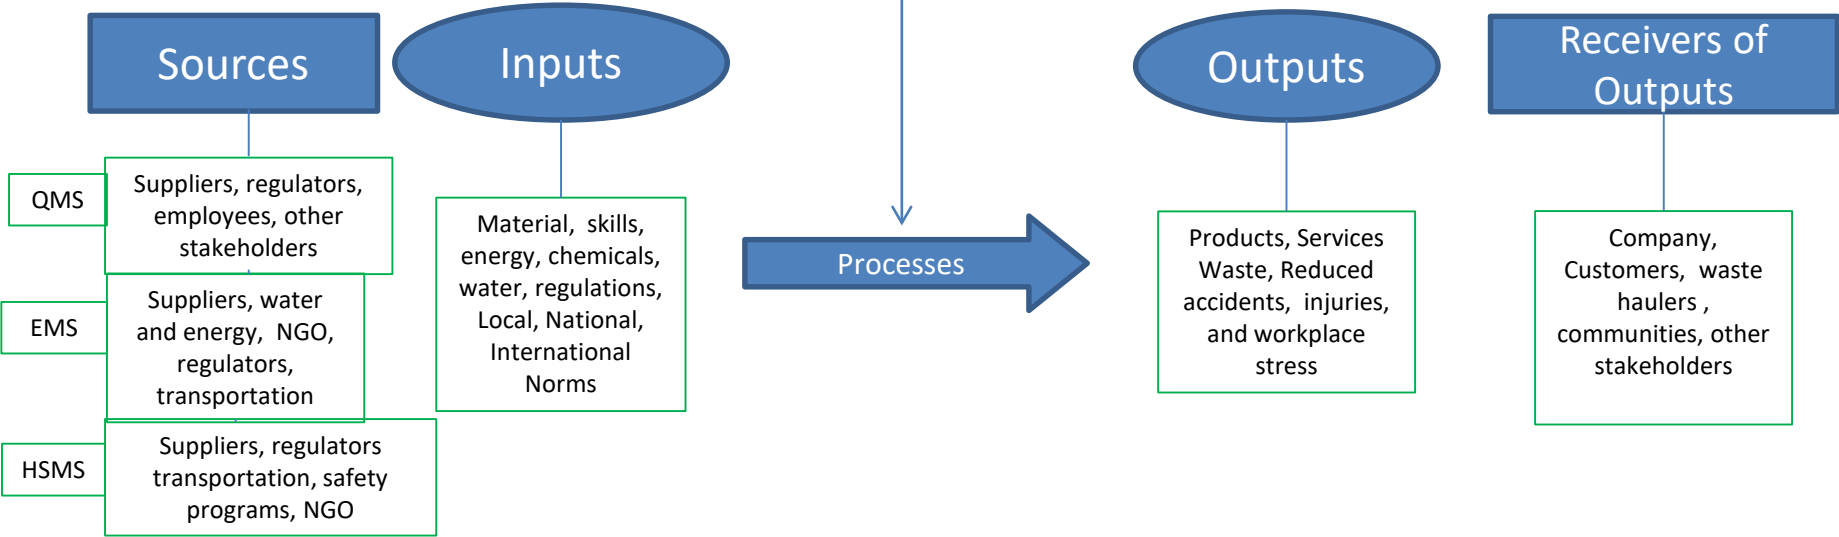 Sources
Inputs
Outputs
Receivers of
Outputs
QMS
Suppliers, regulators,
employees, other
stakeholders
EMS
Suppliers, water
and energy, NGO,
regulators,
transportation
HSMS
Suppliers, regulators
transportation, safety
programs, NGO
Material, skills,
energy, chemicals,
water, regulations,
Local, National,
International
Norms
Processes
Products, Services
Waste, Reduced
accidents, injuries,
and workplace
stress
Company,
Customers, waste
haulers ,
communities, other
stakeholders